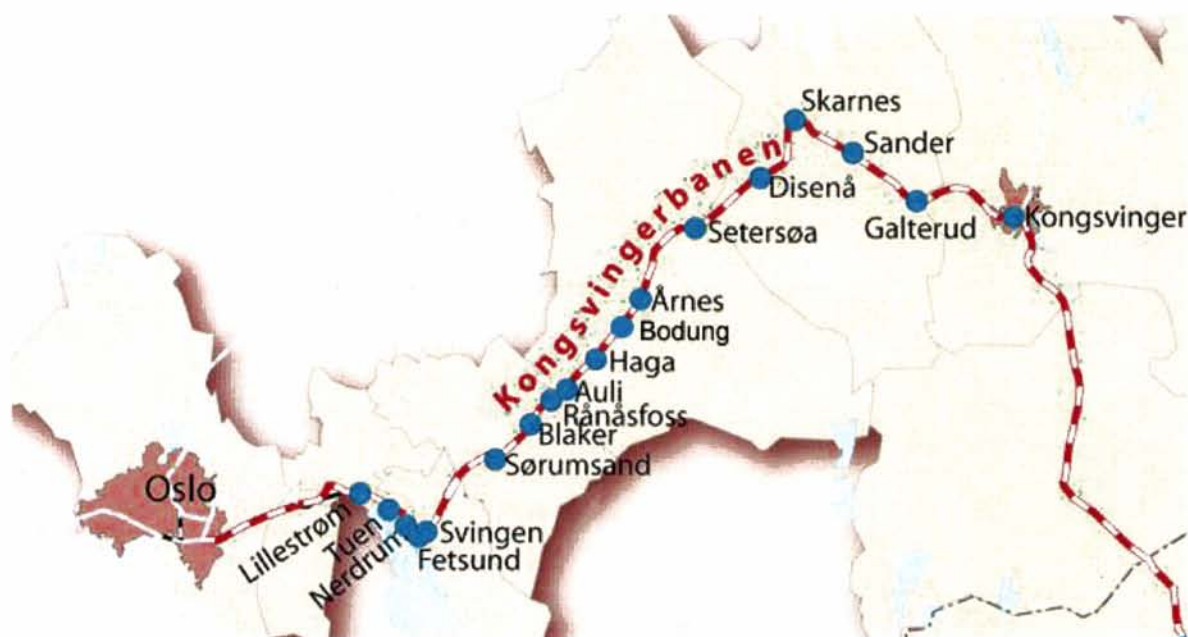 Skarnes
Sander
Kongsvingerbanen
Disenå
Galterud
Kongsvinger
Setersøa
Årnes
Bodung
Haga
Auli
Rånåsfoss
Blaker
Sørumsand
Oslo
Lillestrøm
Tuen
Nerdrum
Svingen
Fetsund